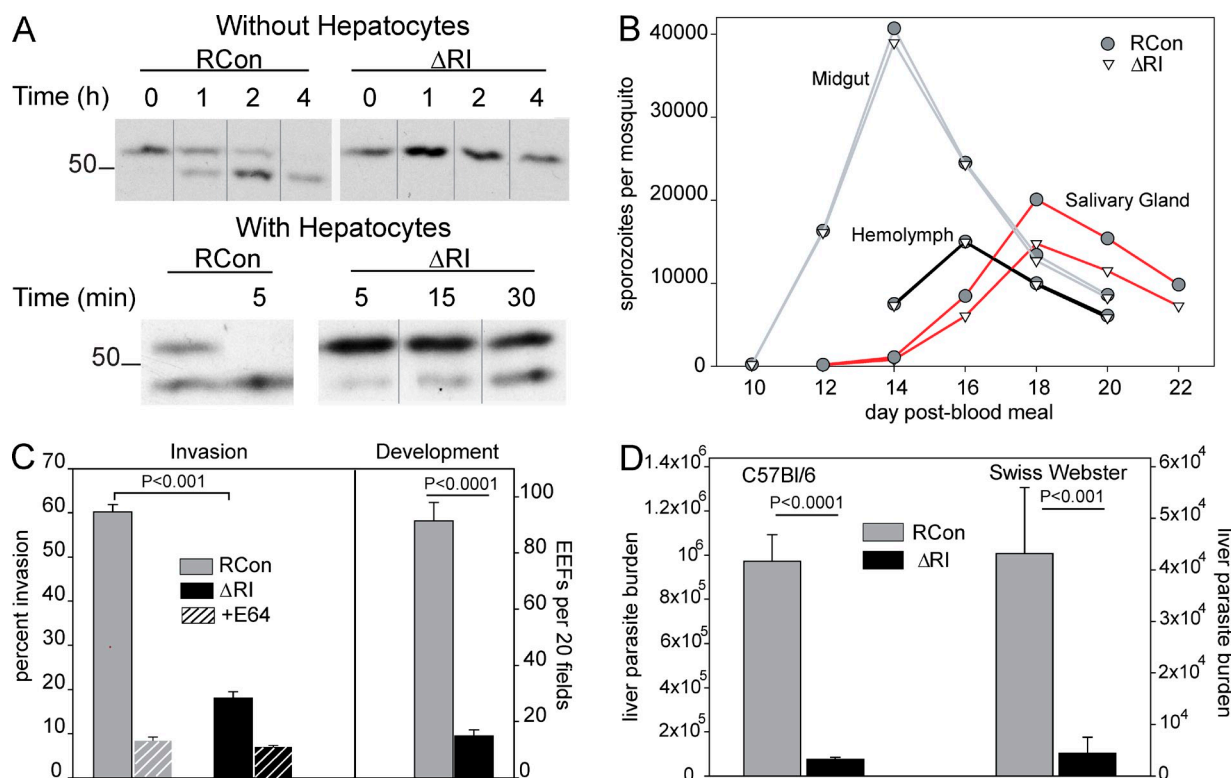 A
Without Hepatocytes
RCon ΔRI
Time (h) 0 1 2 4 0 1 2 4
50
With Hepatocytes
RCon ΔRI
Time (min) 5 5 15 30
50
B
sporozoites per mosquito
40000
30000
20000
10000
0
Midgut
Hemolymph
Salivary Gland
RCon
ΔRI
10 12 14 16 18 20 22
day post-blood meal
C
Invasion Development
percent invasion
70
60
50
40
30
20
10
0
P<0.001
P<0.0001
RCon
ΔRI
+E64
100
80
60
40
20
0
EEFs per 20 fields
D
liver parasite burden
1.4x10⁶
1.2x10⁶
10⁶
8x10⁵
6x10⁵
4x10⁵
2x10⁵
0
C57Bl/6 Swiss Webster
P<0.0001 P<0.001
RCon
ΔRI
6x10⁴
5x10⁴
4x10⁴
3x10⁴
2x10⁴
10⁴
0
liver parasite burden